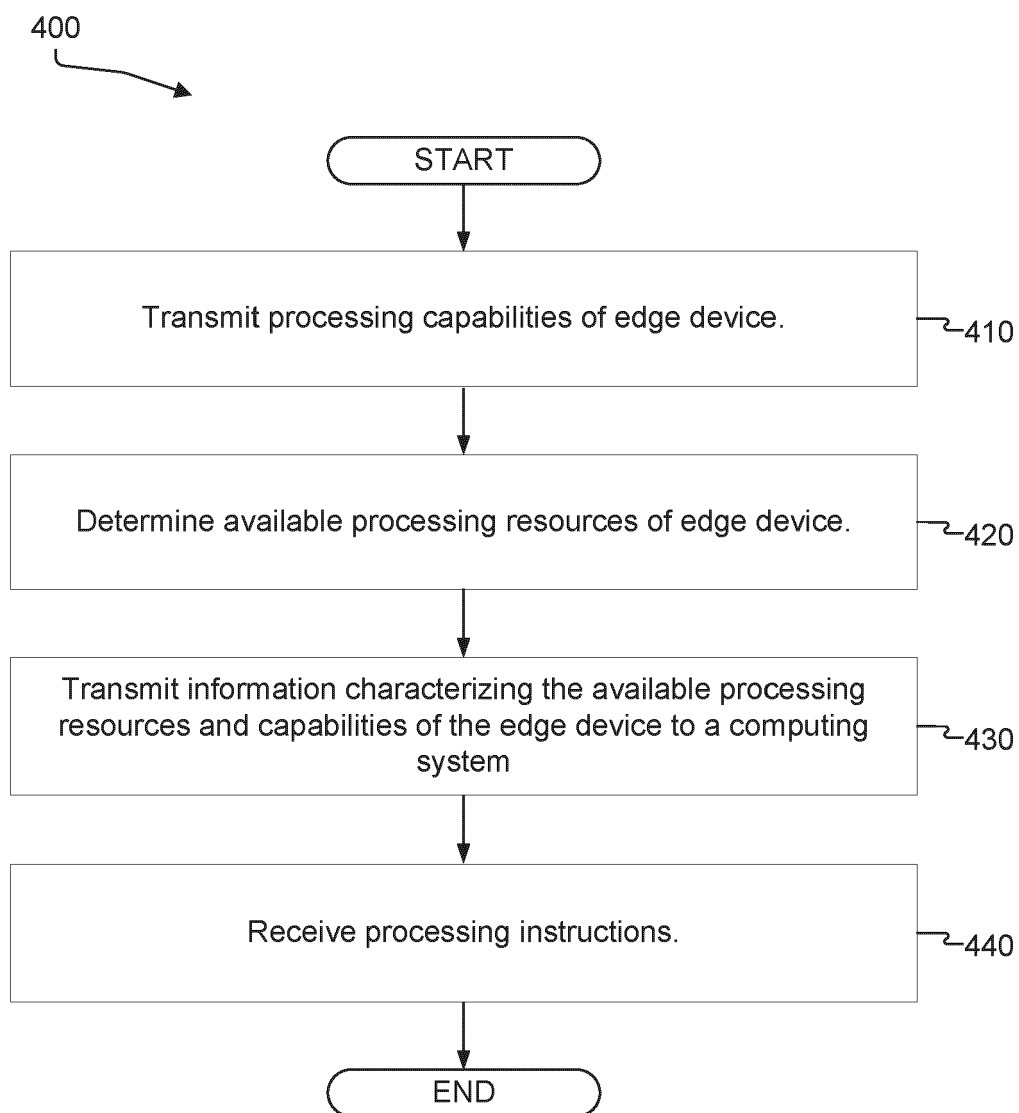 400
START
Transmit processing capabilities of edge device.
410
Determine available processing resources of edge device.
420
Transmit information characterizing the available processing
resources and capabilities of the edge device to a computing
system
430
Receive processing instructions.
440
END